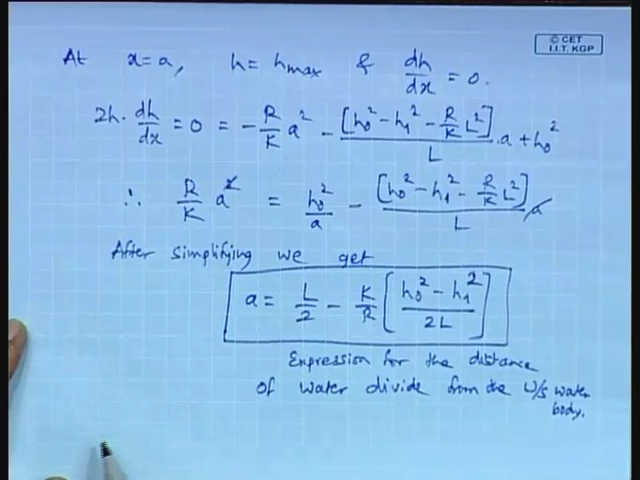 © CET
I.I.T. KGP
At x=a, h = hmax & dh/dx = 0.
2h. dh/dx = 0 = - R/K a² - [h₀² - h₁² - R/K L²]/L .a + h₀²
∴ R/K a² = h₀²/a - [h₀² - h₁² - R/K L²]/L a
After simplifying we get
a = L/2 - K/R [h₀² - h₁²/2L]
Expression for the distance
of water divide from the U/s water
body.